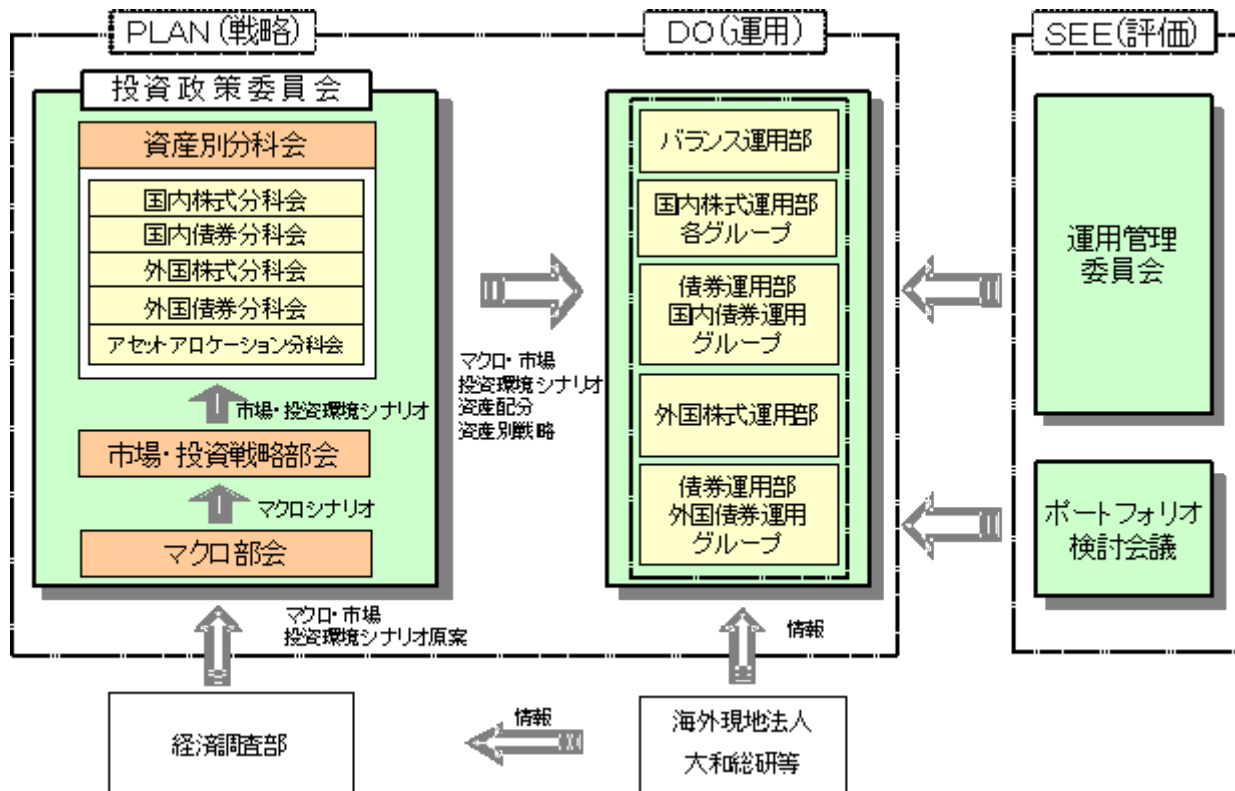 PLAN(戦略)
DO(運用)
SEE(評価)
投資政策委員会
資産別分科会
国内株式分科会
国内債券分科会
外国株式分科会
外国債券分科会
アセットアロケーション分科会
市場・投資環境シナリオ
市場・投資戦略部会
マクロシナリオ
マクロ部会
マクロ・市場
投資環境シナリオ
資産配分
資産別戦略
バランス運用部
国内株式運用部
各グループ
債券運用部
国内債券運用
グループ
外国株式運用部
債券運用部
外国債券運用
グループ
運用管理
委員会
ポートフォリオ
検討会議
マクロ・市場
投資環境シナリオ原案
情報
経済調査部
情報
海外現地法人
大和総研等